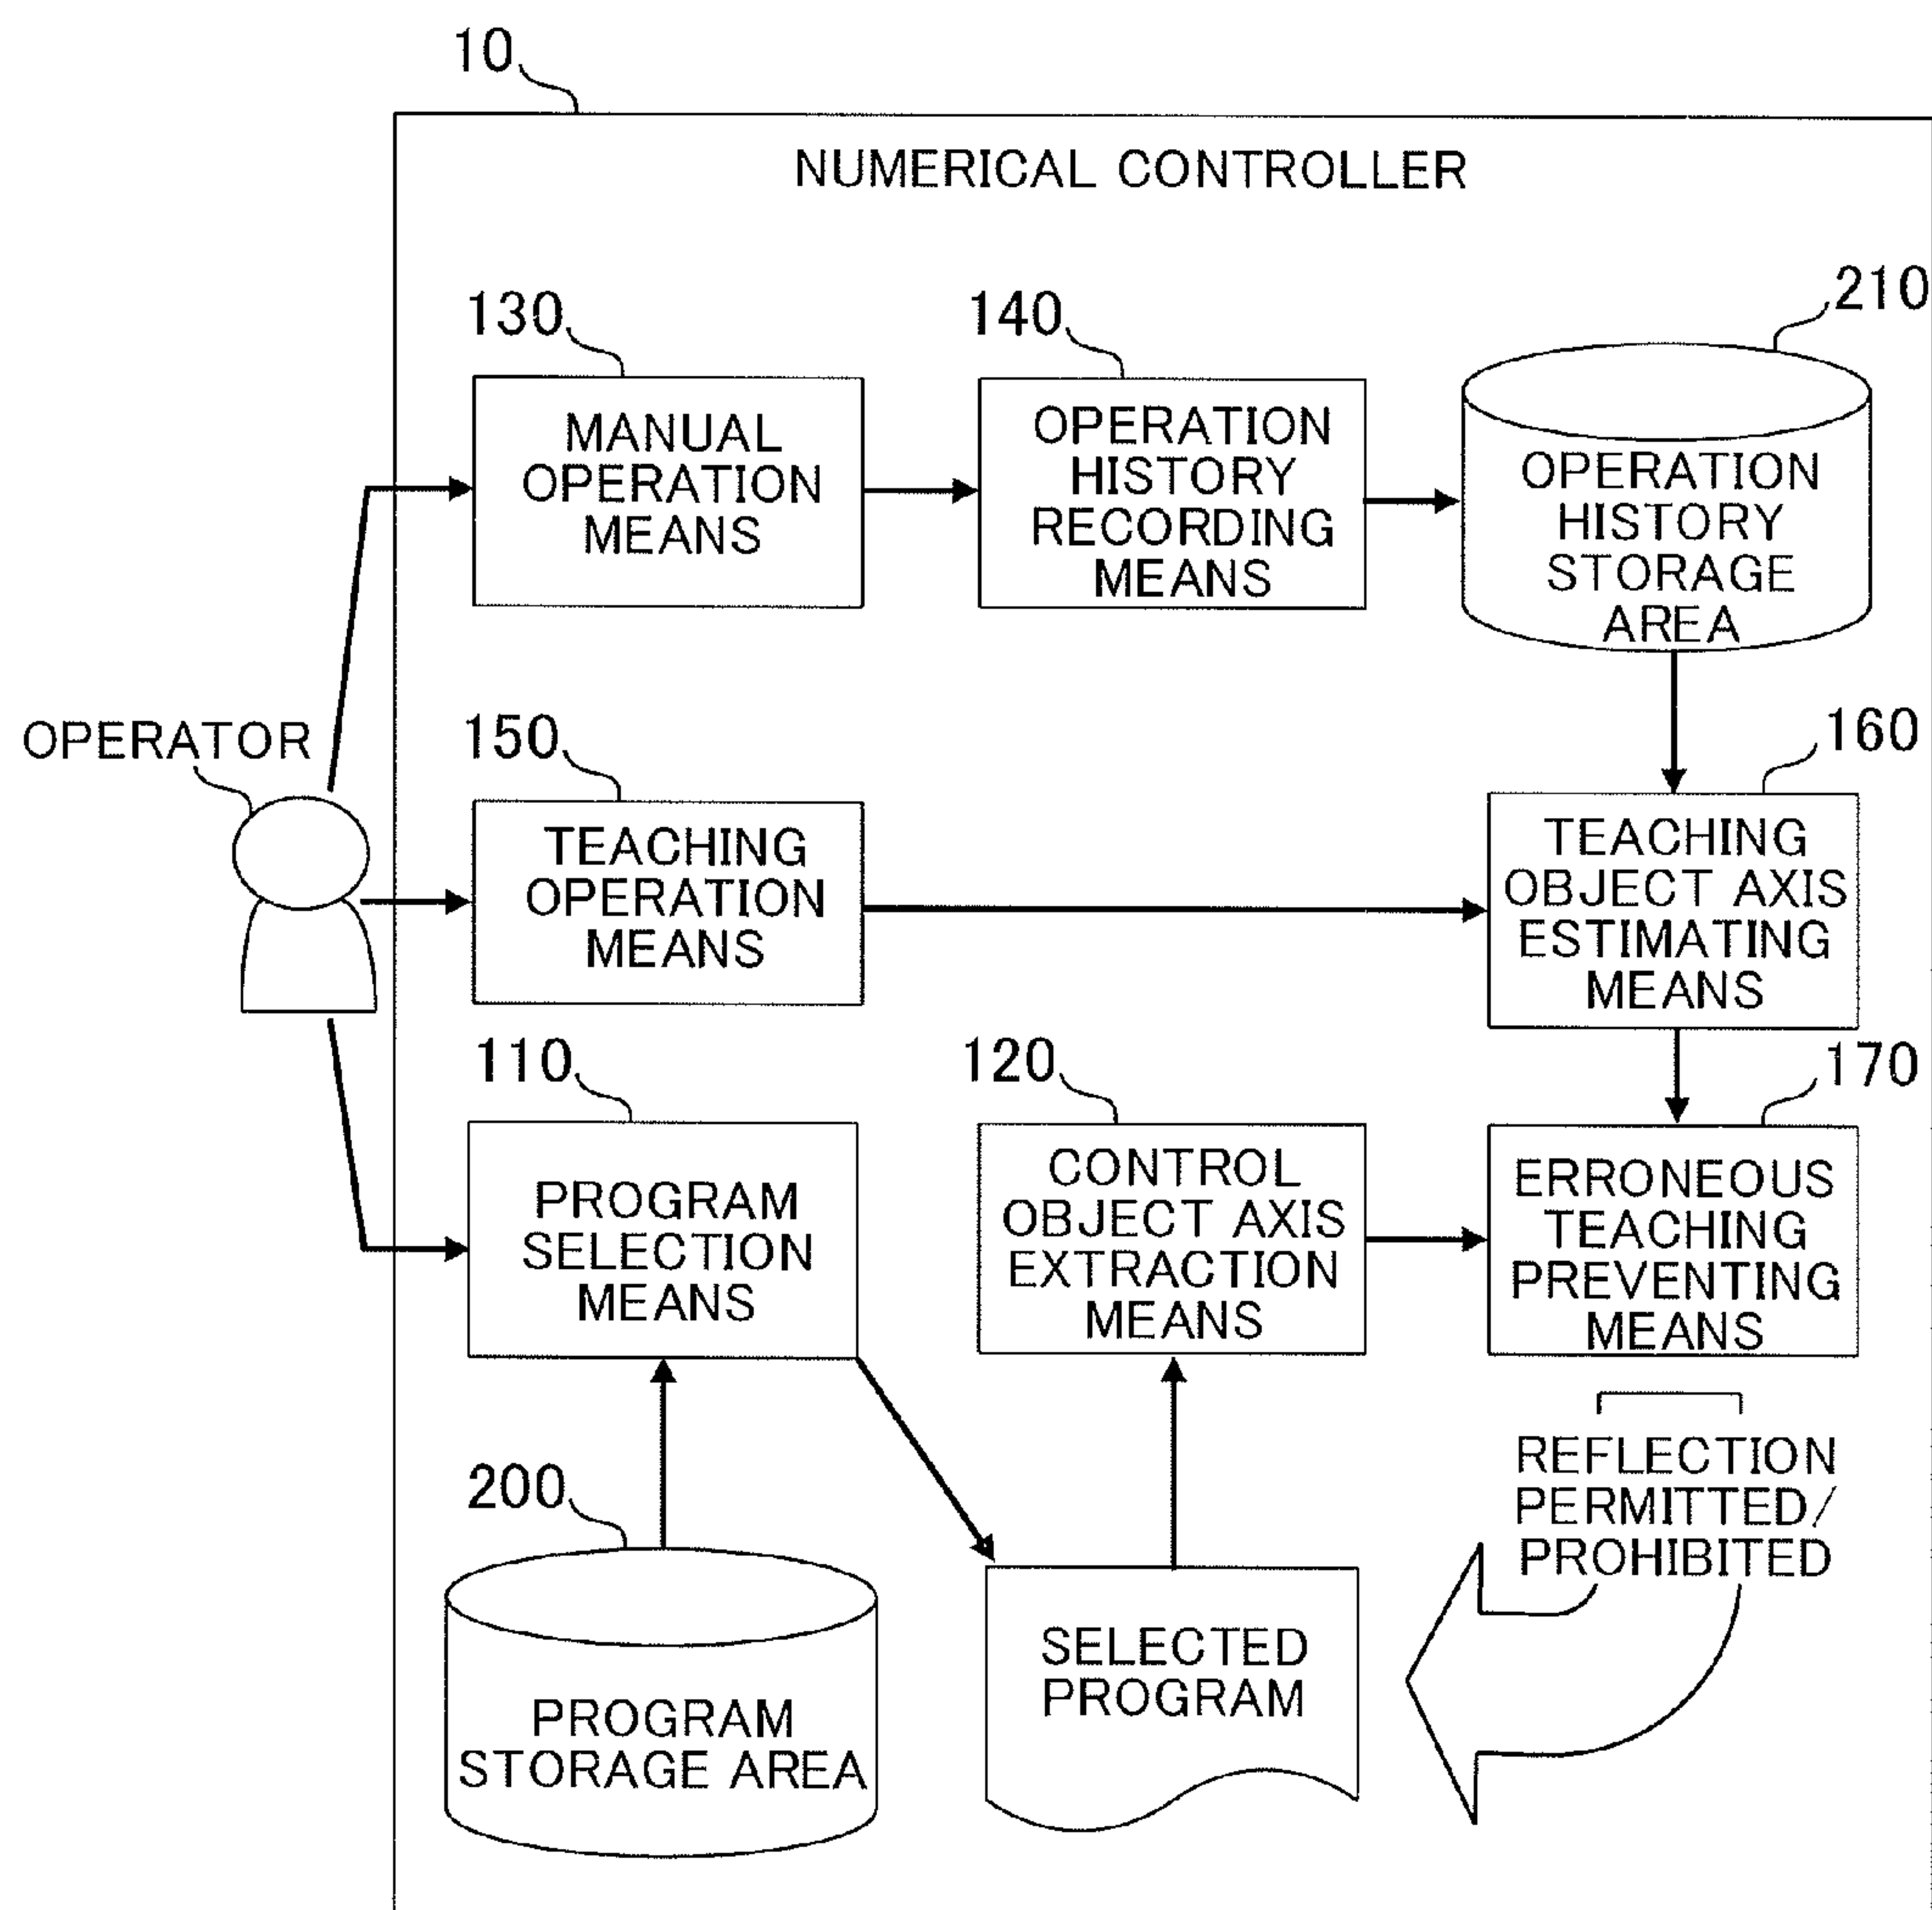 10
NUMERICAL CONTROLLER
130
140
210
MANUAL
OPERATION
MEANS
OPERATION
HISTORY
RECORDING
MEANS
OPERATION
HISTORY
STORAGE
AREA
OPERATOR
150
160
TEACHING
OPERATION
MEANS
TEACHING
OBJECT AXIS
ESTIMATING
MEANS
110
120
170
PROGRAM
SELECTION
MEANS
CONTROL
OBJECT AXIS
EXTRACTION
MEANS
ERRONEOUS
TEACHING
PREVENTING
MEANS
200
REFLECTION
PERMITTED/
PROHIBITED
PROGRAM
STORAGE AREA
SELECTED
PROGRAM